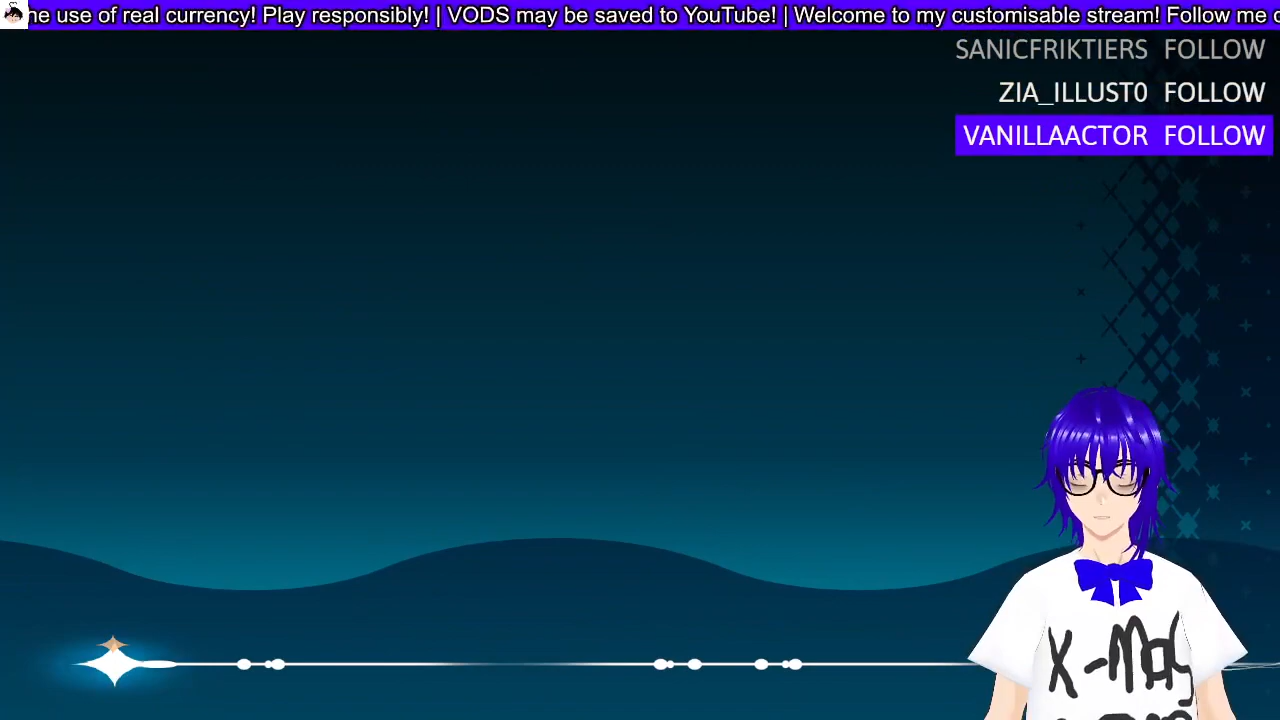 he use of real currency! Play responsibly! | VODS may be saved to YouTube! | Welcome to my customisable stream! Follow me
SANICFRIKTIERS FOLLOW
ZIA_ILLUST0 FOLLOW
VANILLAACTOR FOLLOW
X-MAS